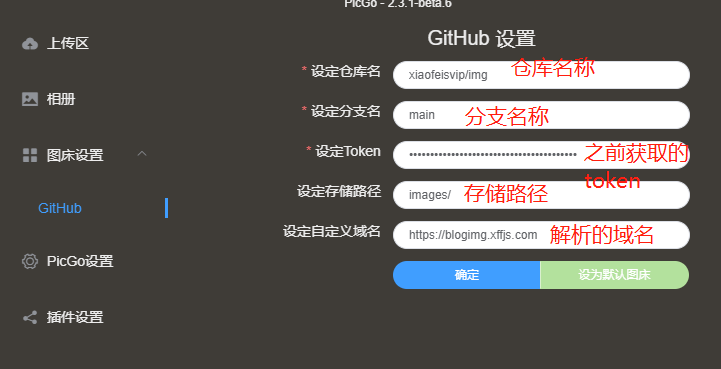 PicGo - 2.3.1-beta.6
上传区
相册
图床设置
GitHub
PicGo设置
插件设置
GitHub 设置
* 设定仓库名 xiaofeisvip/img 仓库名称
* 设定分支名 main 分支名称
* 设定Token •••••••••••••••••••••••••••••••••••••••• 之前获取的
token
设定存储路径 images/ 存储路径
设定自定义域名 https://blogimg.xffjs.com 解析的域名
确定 设为默认图床